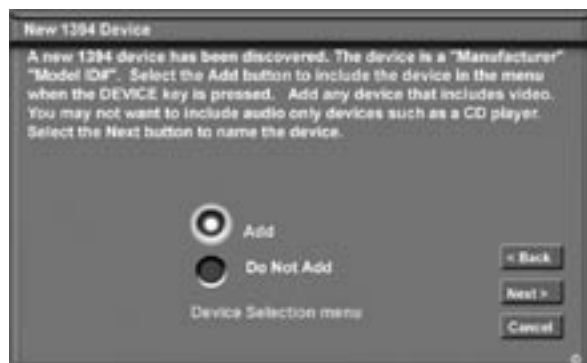 New 1394 Device
A new 1394 device has been discovered. The device is a "Manufacturer"
"Model ID#". Select the Add button to include the device in the menu
when the DEVICE key is pressed. Add any device that includes video.
You may not want to include audio only devices such as a CD player.
Select the Next button to name the device.
Add
Do Not Add
< Back
Device Selection menu
Next >
Cancel